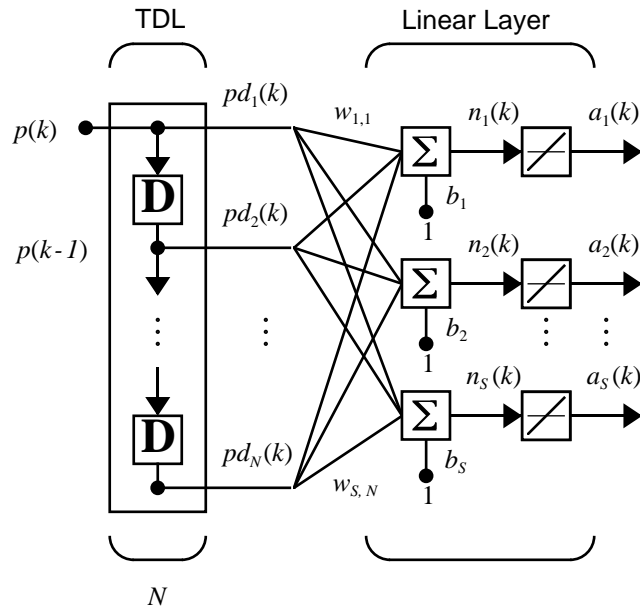 TDL Linear Layer
pd₁(k) w₁,₁ n₁(k) a₁(k)
p(k) Σ
D b₁
1
pd₂(k) n₂(k) a₂(k)
p(k-1) Σ
b₂
1
nS(k) aS(k)
Σ
D
pdN(k) bS
wS, N 1
N